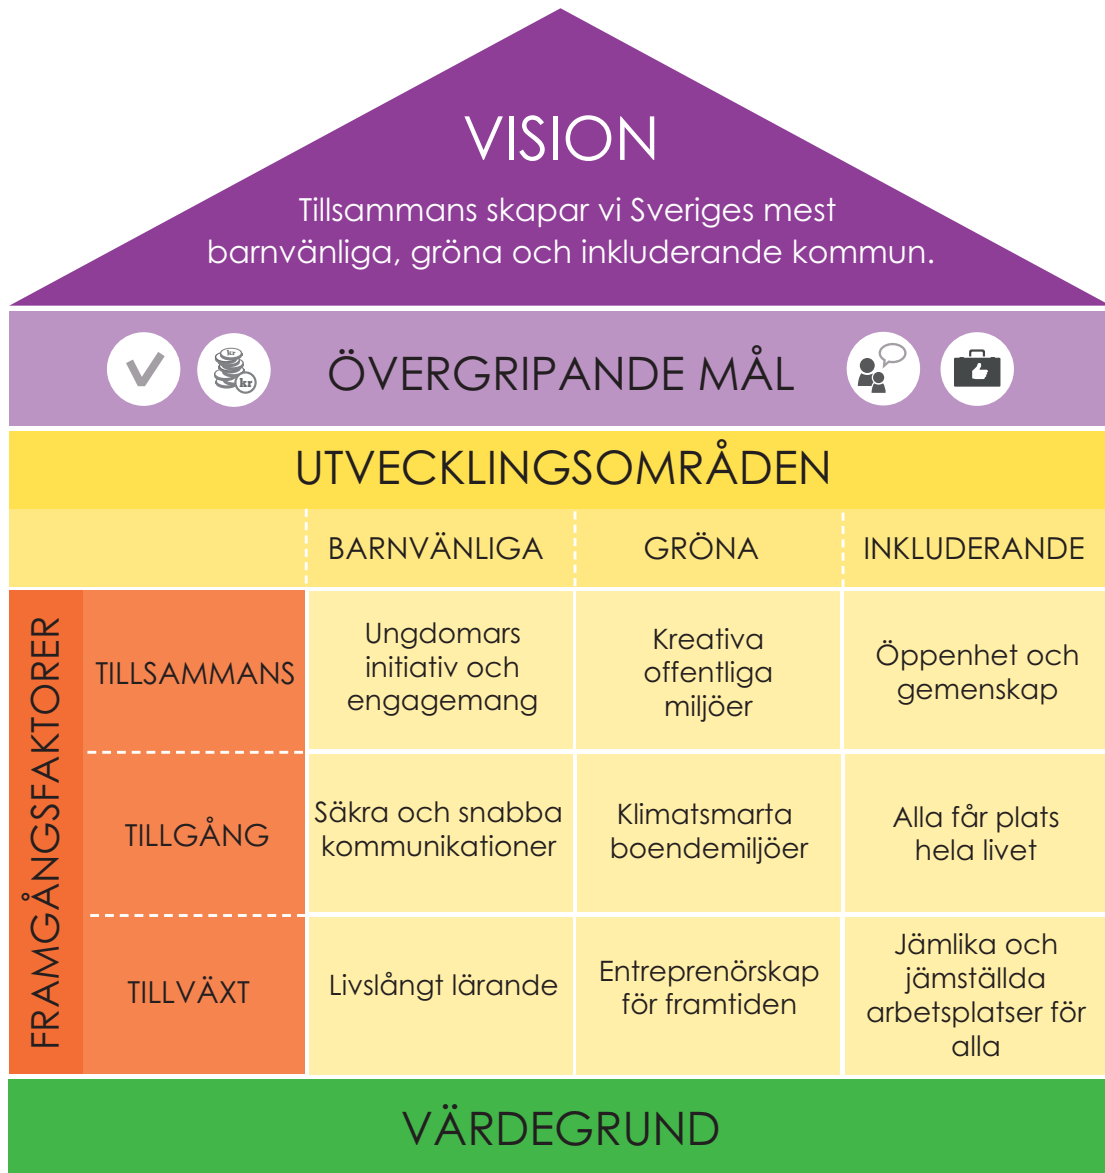 VISION
Tillsammans skapar vi Sveriges mest
barnvänliga, gröna och inkluderande kommun.
kr
kr
ÖVERGRIPANDE MÅL
UTVECKLINGSOMRÅDEN
BARNVÄNLIGA
GRÖNA
INKLUDERANDE
FRAMGÅNGSFAKTORER
TILLSAMMANS
Ungdomars
initiativ och
engagemang
Kreativa
offentliga
miljöer
Öppenhet och
gemenskap
TILLGÅNG
Säkra och snabba
kommunikationer
Klimatsmarta
boendemiljöer
Alla får plats
hela livet
TILLVÄXT
Livslångt lärande
Entreprenörskap
för framtiden
Jämlika och
jämställda
arbetsplatser för
alla
VÄRDEGRUND